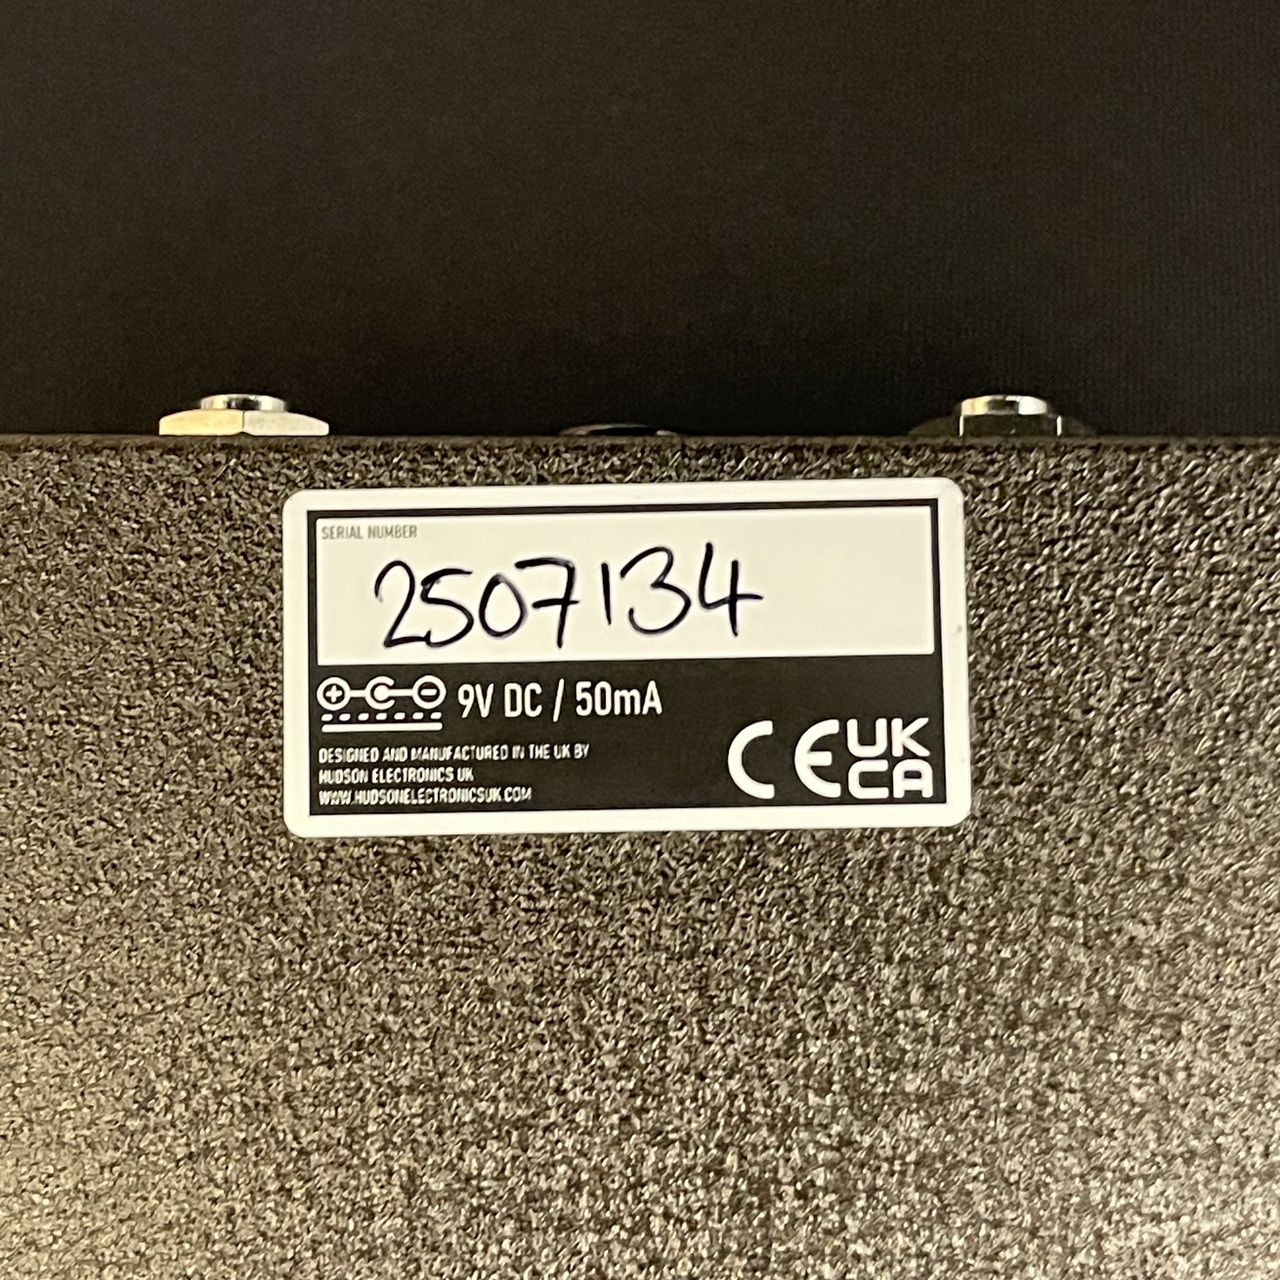 SERIAL NUMBER
2507134
9V DC / 50mA
DESIGNED AND MANUFACTURED IN THE UK BY
HUDSON ELECTRONICS UK
WWW.HUDSONELECTRONICSUK.COM
CE UK
CA